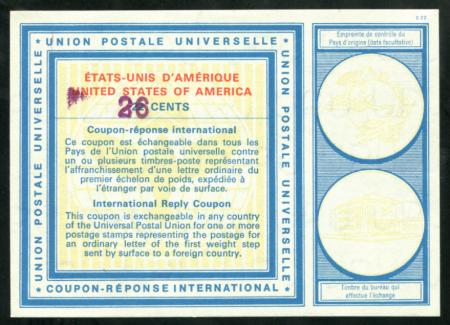 C 22
★ UNION POSTALE UNIVERSELLE ★
Empreinte de contrôle du
Pays d'origine (date facultative)
UNION POSTALE UNIVERSELLE
UNION POSTALE UNIVERSELLE
ÉTATS-UNIS D'AMÉRIQUE
UNITED STATES OF AMERICA
26 CENTS
Coupon-réponse international
Ce coupon est échangeable dans tous les
Pays de l'Union postale universelle contre
un ou plusieurs timbres-poste représentant
l'affranchissement d'une lettre ordinaire du
premier échelon de poids, expédiée à
l'étranger par voie de surface.
International Reply Coupon
This coupon is exchangeable in any country
of the Universal Postal Union for one or more
postage stamps representing the postage for
an ordinary letter of the first weight step
sent by surface to a foreign country.
★ COUPON-RÉPONSE INTERNATIONAL ★
Timbre du bureau qui
effectue l'échange